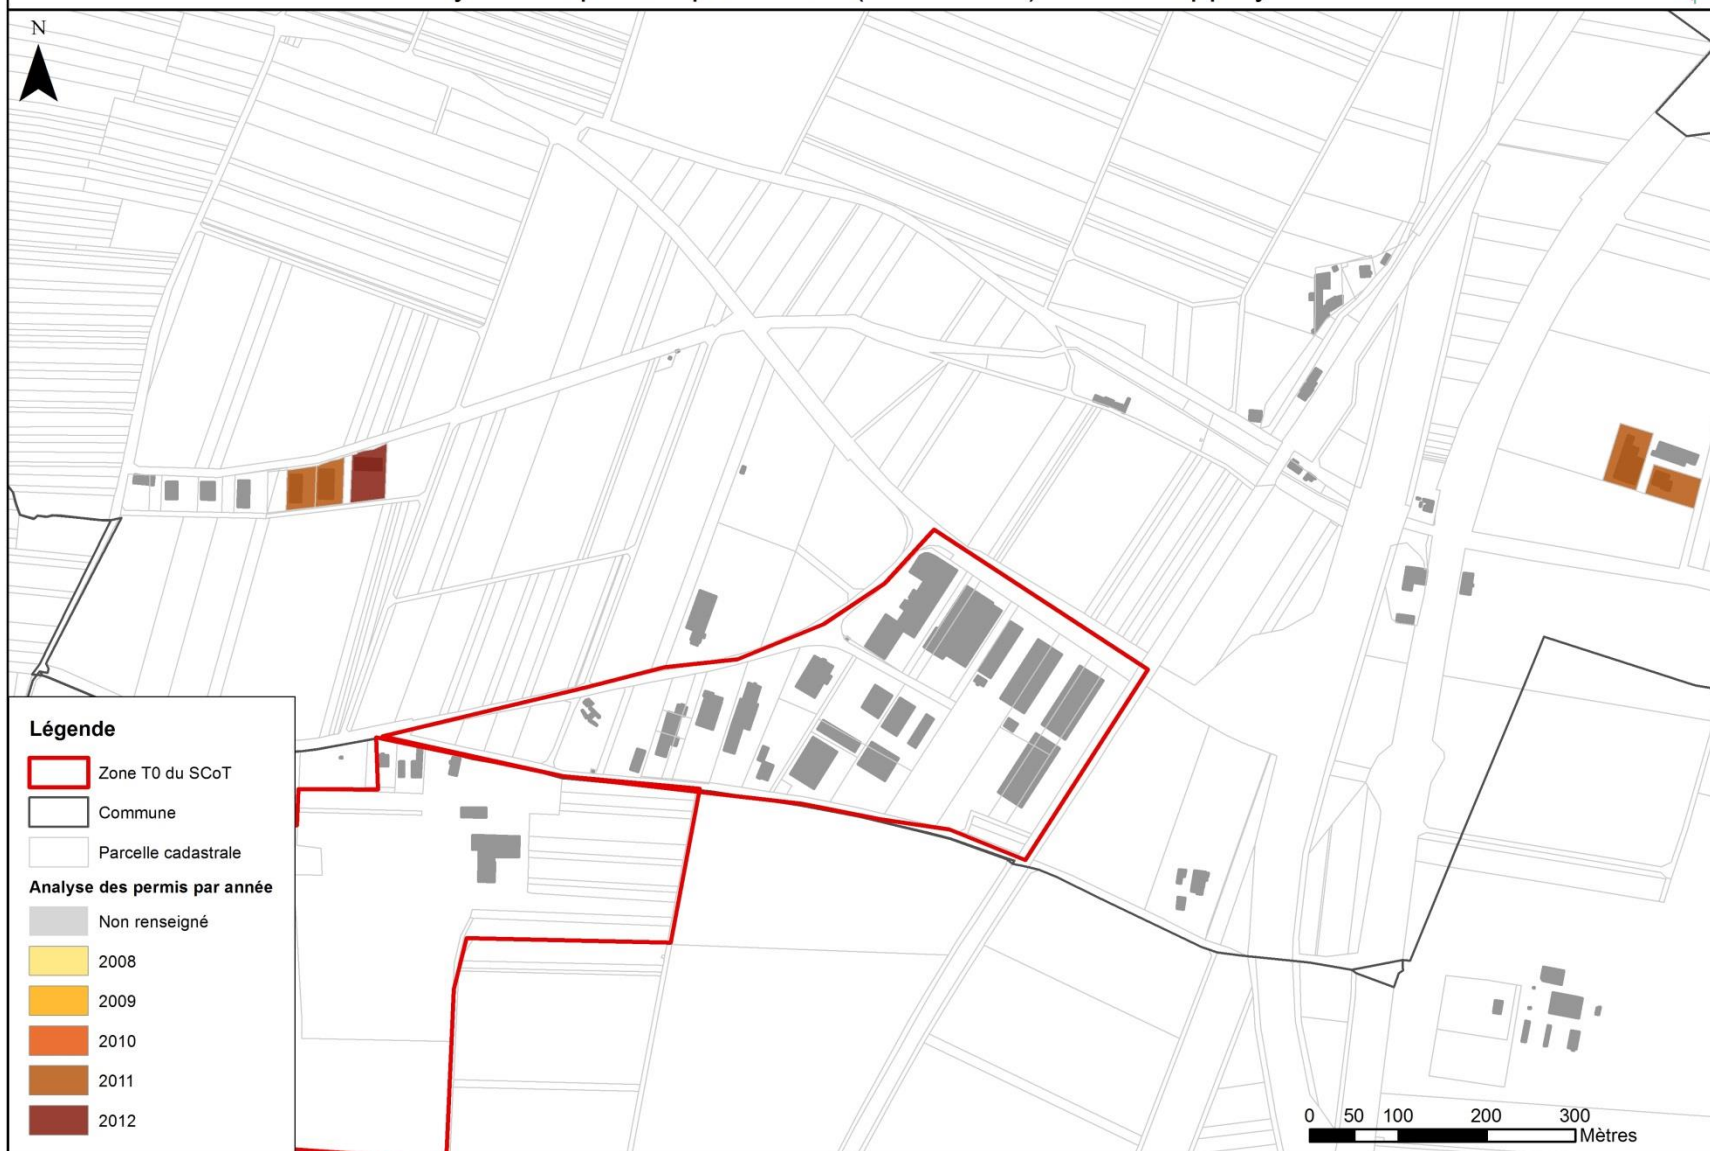 N
Légende
Zone T0 du SCoT
Commune
Parcelle cadastrale
Analyse des permis par année
Non renseigné
2008
2009
2010
2011
2012
0 50 100 200 300
Mètres